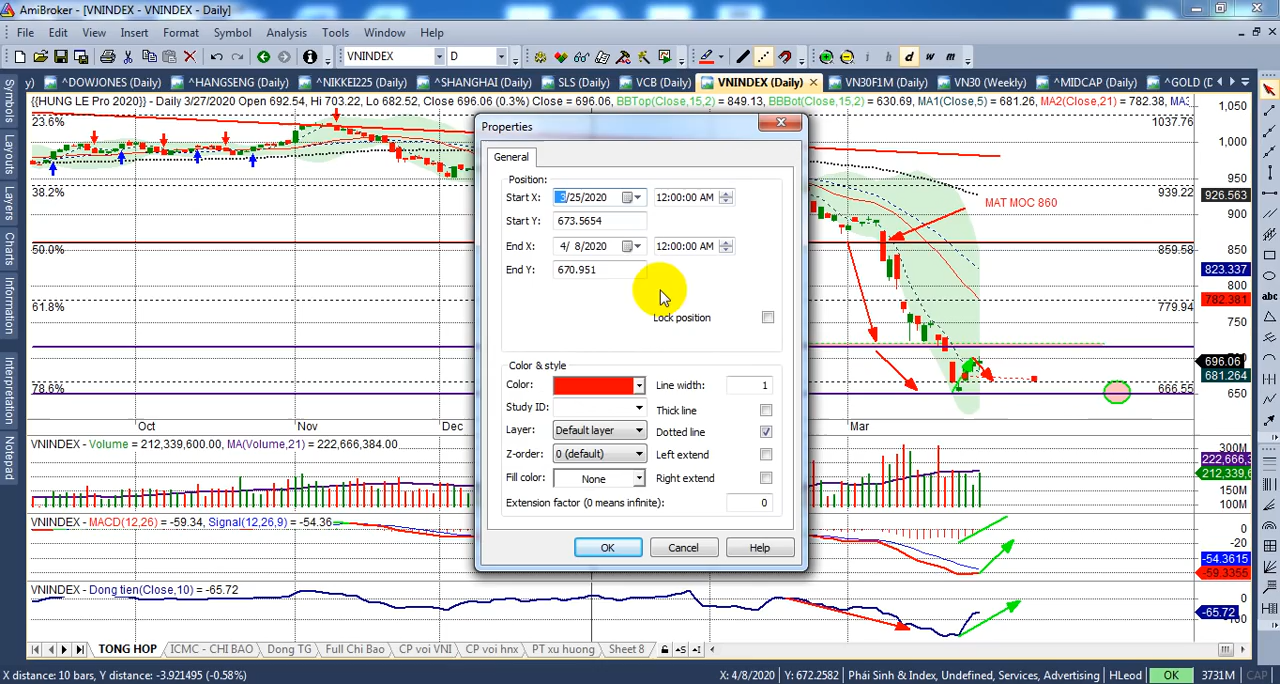 AmiBroker - [VNINDEX - VNINDEX - Daily]
File Edit View Insert Format Symbol Analysis Tools Window Help
VNINDEX D
i d w m
y) ^DOWJONES (Daily) ^HANGSENG (Daily) ^NIKKEI225 (Daily) ^SHANGHAI (Daily) SLS (Daily) VCB (Daily) VNINDEX (Daily) VN30F1M (Daily) VN30 (Weekly) ^MIDCAP (Daily) ^GOLD (D
{{HUNG LE Pro 2020}} - Daily 3/27/2020 Open 692.54, Hi 703.22, Lo 682.52, Close 696.06 (0.3%) Close = 696.06, BBTop(Close,15,2) = 849.13, BBBot(Close,15,2) = 630.69, MA1(Close,5) = 681.26, MA2(Close,21) = 782.38, MA3
Symbols
Layouts
Layers
Charts
Information
Interpretation
Notepad
23.6%
38.2%
50.0%
61.8%
78.6%
1037.76
939.22
859.58
779.94
666.55
1,050
1,000
926.563
900
850
823.337
800
782.381
750
696.06
681.264
650
MAT MOC 860
Properties
General
Position:
Start X: 3/25/2020 12:00:00 AM
Start Y: 673.5654
End X: 4/ 8/2020 12:00:00 AM
End Y: 670.951
Lock position
Color & style
Color: Line width: 1
Study ID: Thick line
Layer: Default layer Dotted line
Z-order: 0 (default) Left extend
Fill color: None Right extend
Extension factor (0 means infinite): 0
OK Cancel Help
Oct Nov Dec Mar
VNINDEX - Volume = 212,339,600.00, MA(Volume,21) = 222,666,384.00
300M
222,666,3
212,339,6
150M
100M
VNINDEX - MACD(12,26) = -59.34, Signal(12,26,9) = -54.36
0
-20
-54.3615
-59.3355
VNINDEX - Dong tien(Close,10) = -65.72
0
-65.72
-100
TONG HOP ICMC - CHI BAO Dong TG Full Chi Bao CP voi VNI CP voi hnx PT xu huong Sheet 8
X distance: 10 bars, Y distance: -3.921495 (-0.58%) X: 4/8/2020 Y: 672.2582 Phái Sinh & Index, Undefined, Services, Advertising HLeod OK 3731M CAP